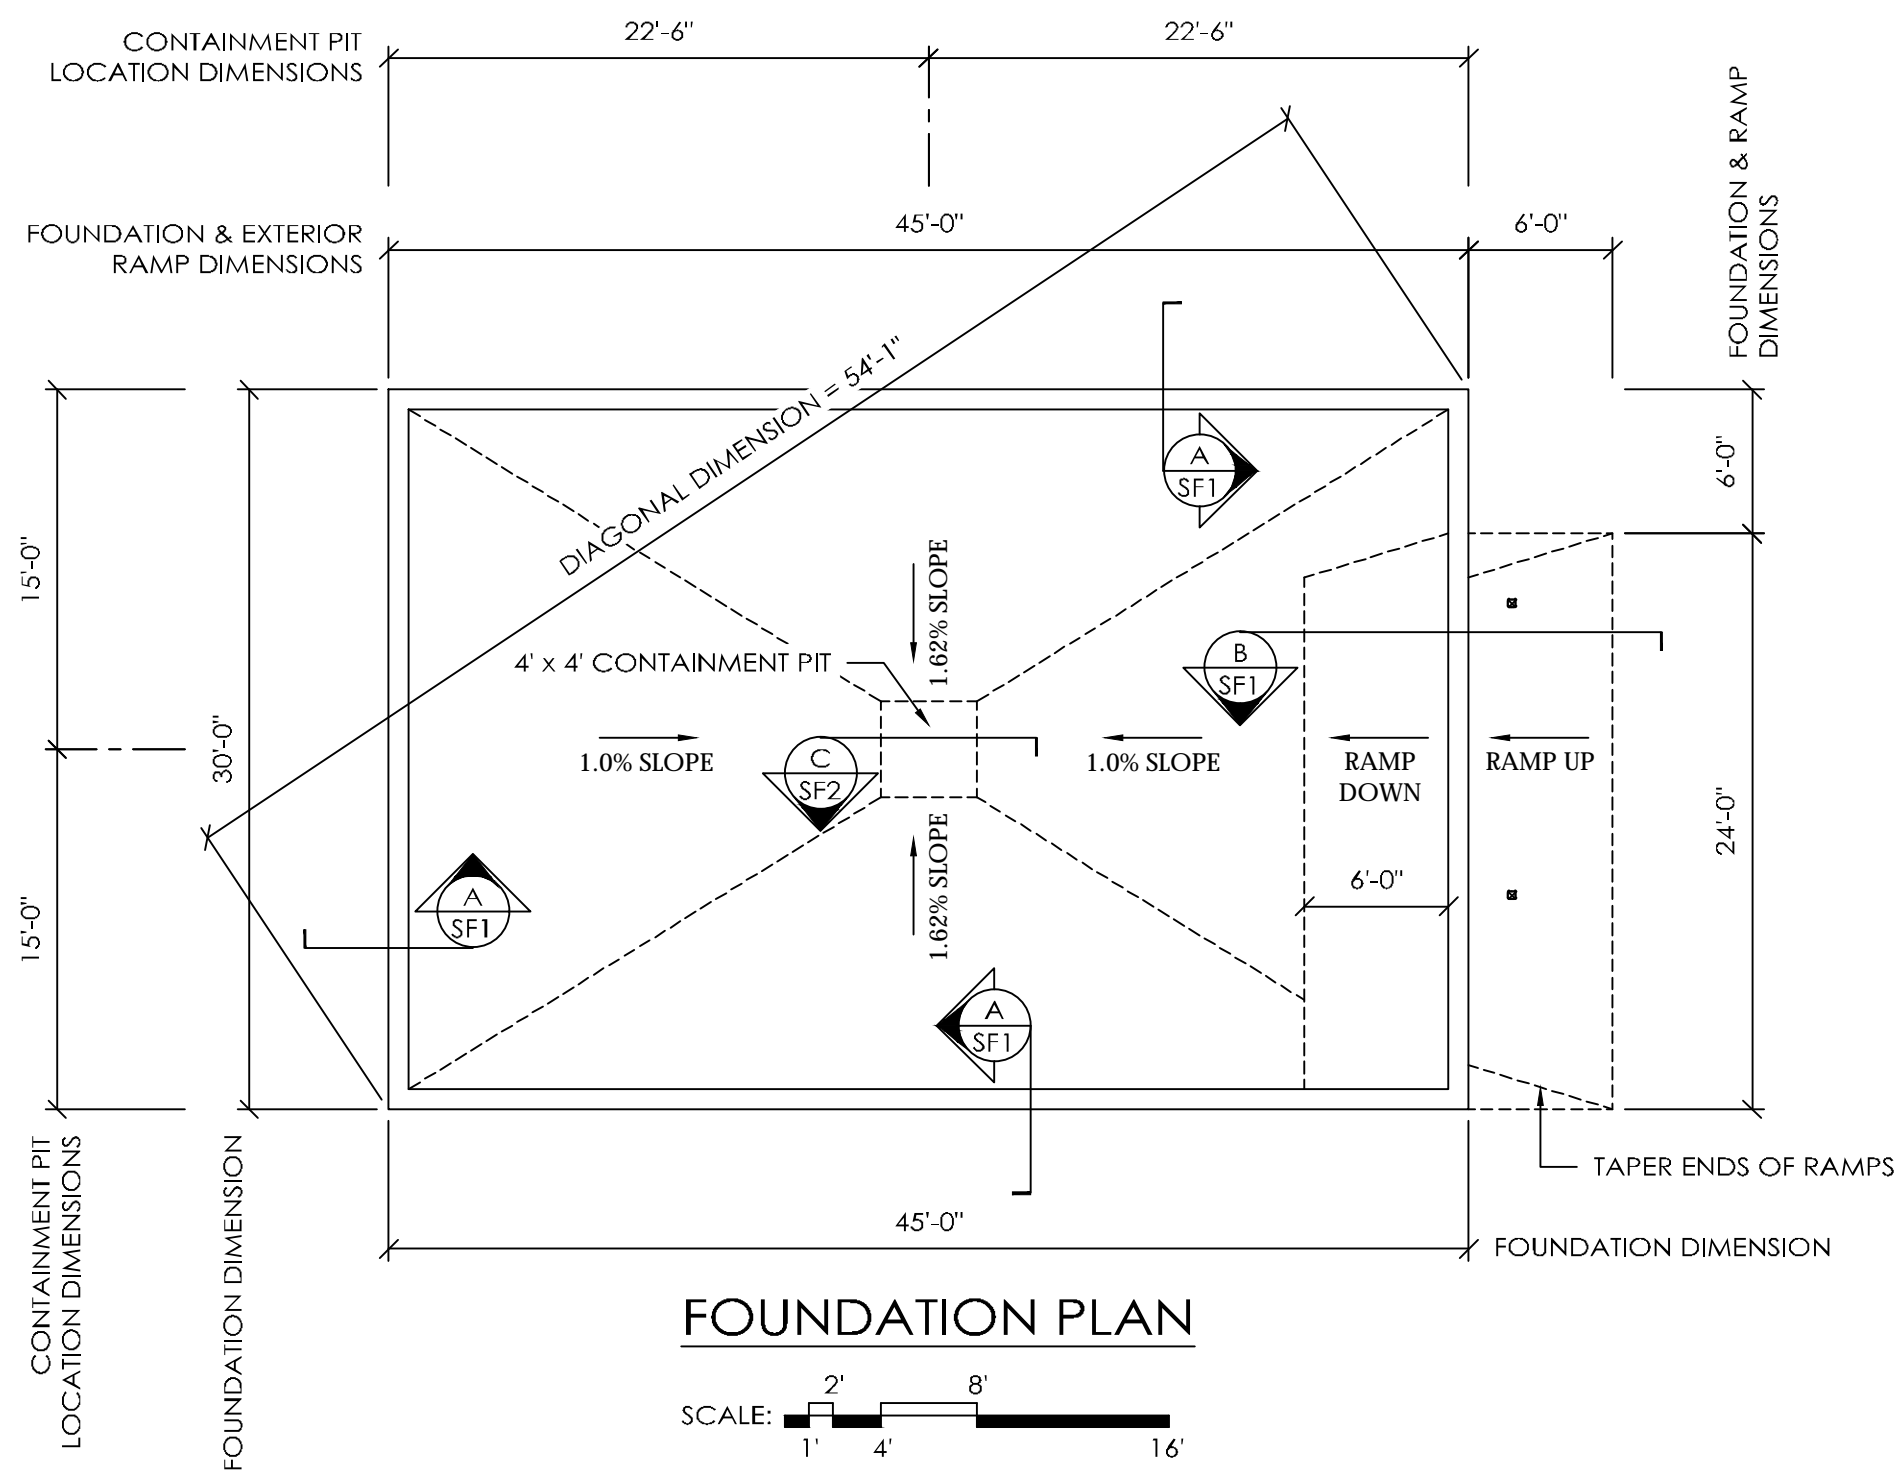 22'-6"
22'-6"
CONTAINMENT PIT
LOCATION DIMENSIONS
FOUNDATION & RAMP
DIMENSIONS
FOUNDATION & EXTERIOR
RAMP DIMENSIONS
45'-0"
6'-0"
DIAGONAL DIMENSION = 54'-1"
A
SF1
6'-0"
15'-0"
1.62% SLOPE
4' x 4' CONTAINMENT PIT
B
SF1
30'-0"
1.0% SLOPE
C
SF2
1.0% SLOPE
RAMP
DOWN
RAMP UP
24'-0"
1.62% SLOPE
6'-0"
A
SF1
15'-0"
A
SF1
TAPER ENDS OF RAMPS
CONTAINMENT PIT
LOCATION DIMENSIONS
FOUNDATION DIMENSION
45'-0"
FOUNDATION DIMENSION
FOUNDATION PLAN
2'
8'
SCALE:
1'
4'
16'